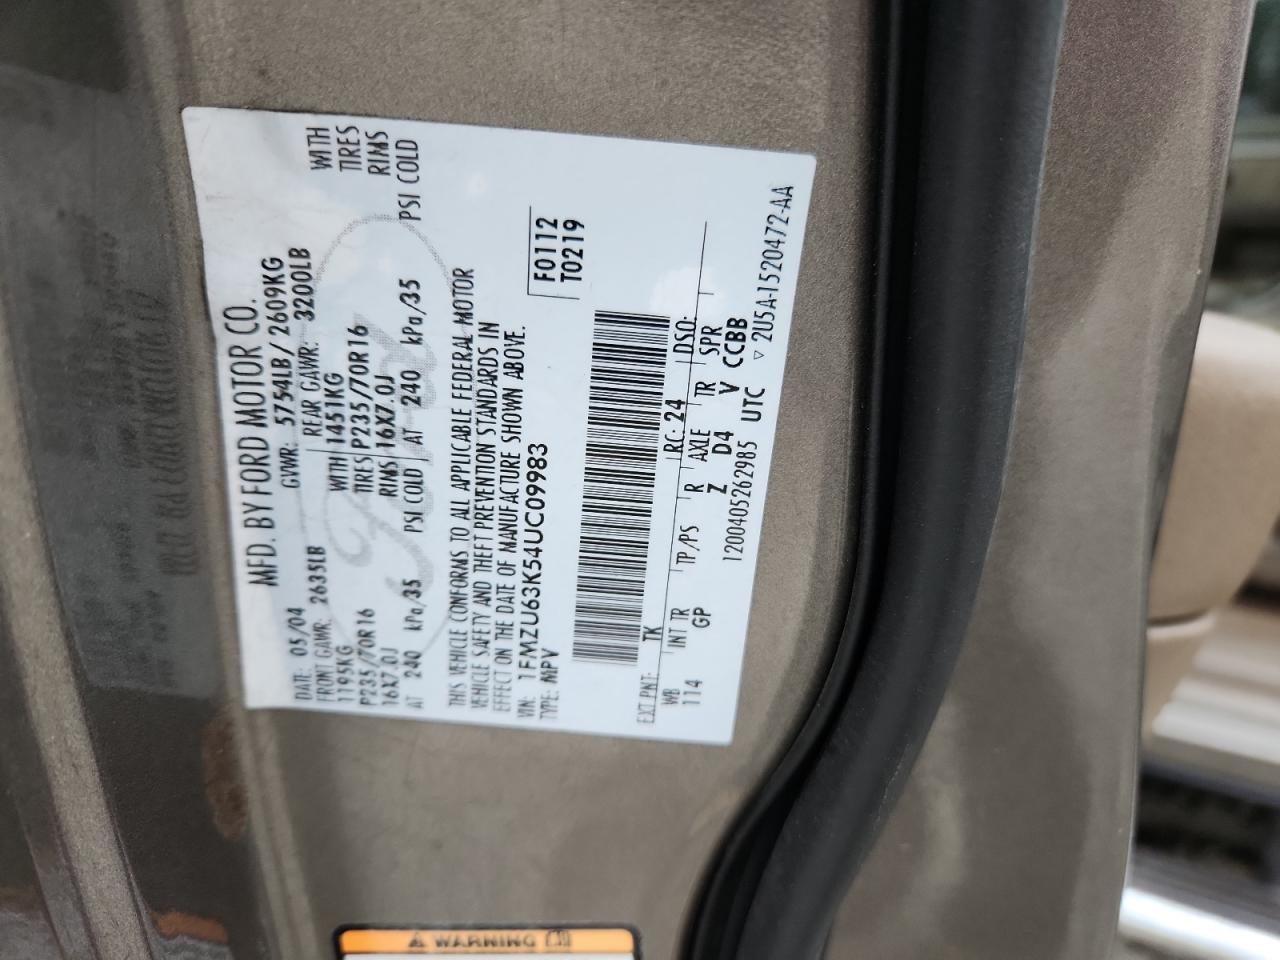 MFD. BY FORD MOTOR CO.
DATE: 05/04 GVWR: 5754LB/ 2609KG
FRONT GAWR: 2635LB REAR GAWR: 3200LB
1195KG WITH 1451KG WITH
P235/70R16 TIRES P235/70R16 TIRES
16X7.0J RIMS 16X7.0J RIMS
AT 240 kPa/35 PSI COLD AT 240 kPa/35 PSI COLD
THIS VEHICLE CONFORMS TO ALL APPLICABLE FEDERAL MOTOR
VEHICLE SAFETY AND THEFT PREVENTION STANDARDS IN
EFFECT ON THE DATE OF MANUFACTURE SHOWN ABOVE.
VIN: 1FMZU63K54UC09983 F0112
TYPE: MPV T0219
EXT PNT: TK RC: 24 DSO:
WB INT TR TP/PS R AXLE TR SPR
114 GP Z D4 V CCBB
1200405262985 UTC ▽ 2U5A-1520472-AA
⚠ WARNING